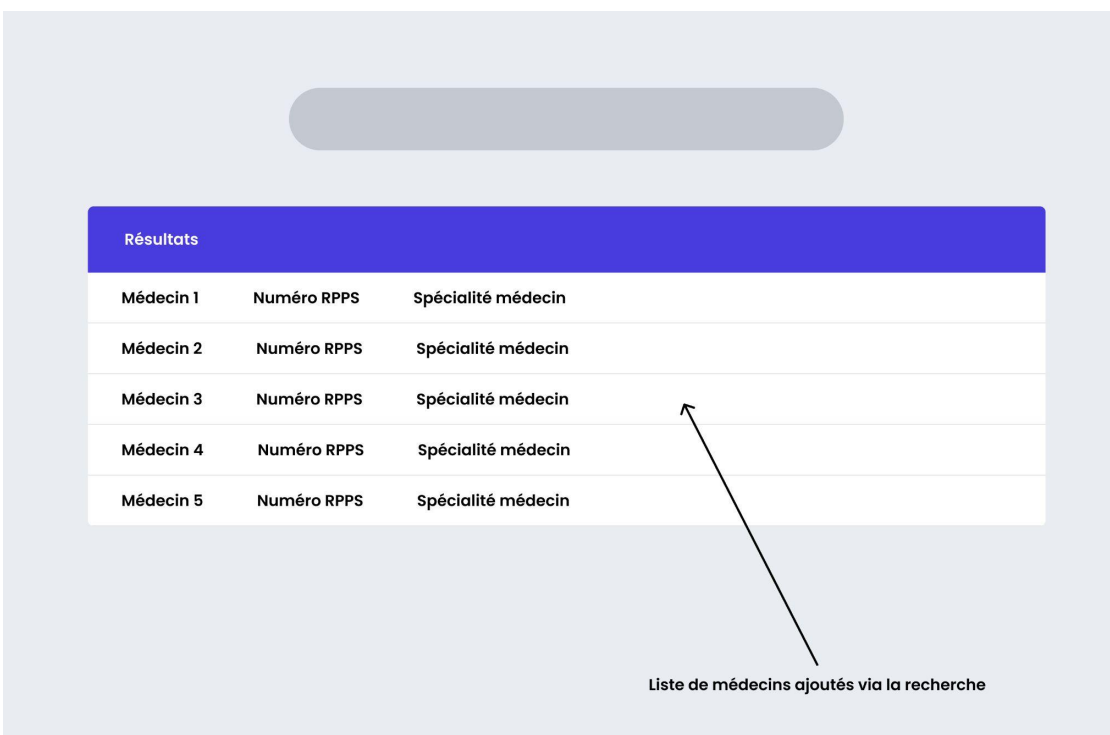 Résultats
Médecin 1 Numéro RPPS Spécialité médecin
Médecin 2 Numéro RPPS Spécialité médecin
Médecin 3 Numéro RPPS Spécialité médecin
Médecin 4 Numéro RPPS Spécialité médecin
Médecin 5 Numéro RPPS Spécialité médecin
Liste de médecins ajoutés via la recherche